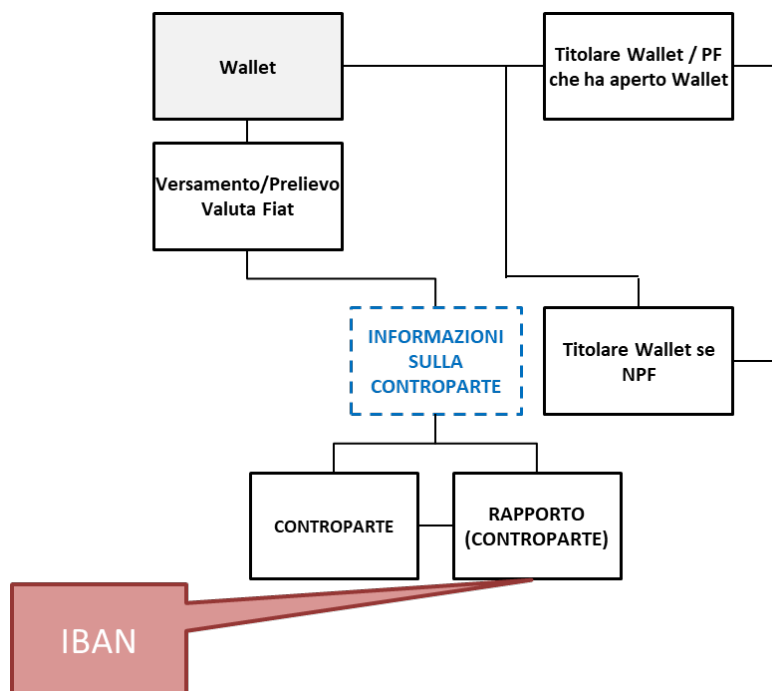 Wallet
Titolare Wallet / PF
che ha aperto Wallet
Versamento/Prelievo
Valuta Fiat
INFORMAZIONI
SULLA
CONTROPARTE
Titolare Wallet se
NPF
CONTROPARTE
RAPPORTO
(CONTROPARTE)
IBAN